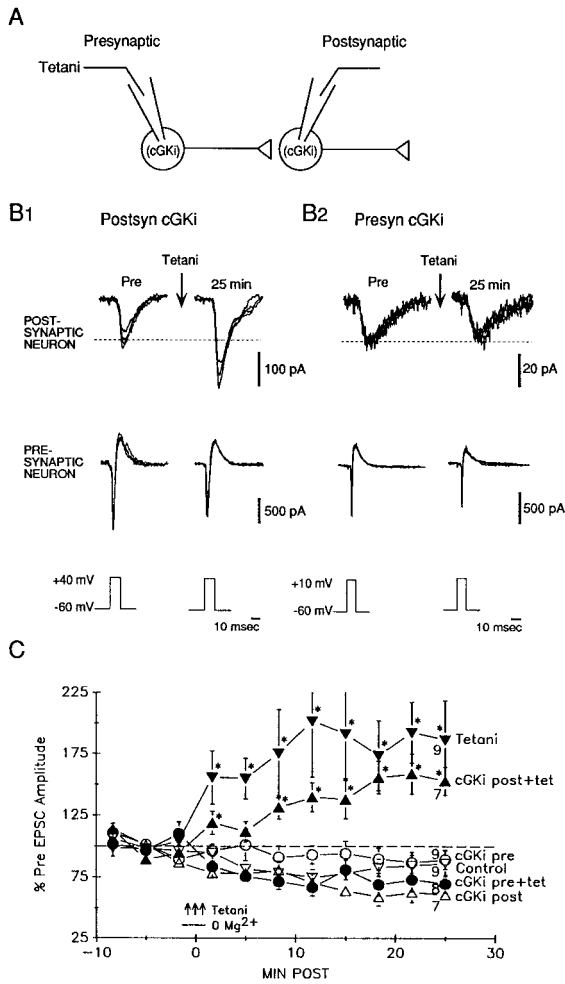 A
Presynaptic Postsynaptic
Tetani
(cGKi) (cGKi)
B1 Postsyn cGKi
B2 Presyn cGKi
Tetani
Pre 25 min
Tetani
Pre 25 min
POST-
SYNAPTIC
NEURON
100 pA
20 pA
PRE-
SYNAPTIC
NEURON
500 pA
500 pA
+40 mV
-60 mV
10 msec
+10 mV
-60 mV
10 msec
C
225
175
125
75
25
% Pre EPSC Amplitude
* * * * * * * *
9 Tetani
* * * * * * *
7 cGKi post+tet
9 cGKi pre
9 Control
8 cGKi pre+tet
7 cGKi post
↑↑↑ Tetani
— 0 Mg2+
-10 0 10 20 30
MIN POST